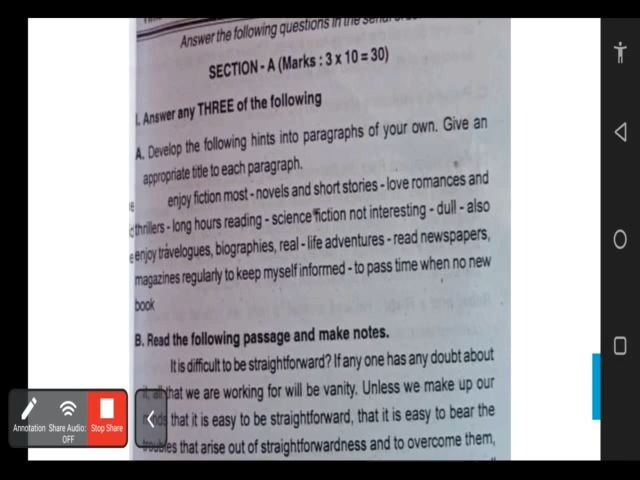 Answer the following questions in the serial
SECTION - A (Marks : 3 x 10 = 30)
I. Answer any THREE of the following
A. Develop the following hints into paragraphs of your own. Give an
appropriate title to each paragraph.
enjoy fiction most - novels and short stories - love romances and
thrillers - long hours reading - science fiction not interesting - dull - also
enjoy travelogues, biographies, real - life adventures - read newspapers,
magazines regularly to keep myself informed - to pass time when no new
book
B. Read the following passage and make notes.
It is difficult to be straightforward? If any one has any doubt about
it, all that we are working for will be vanity. Unless we make up our
that it is easy to be straightforward, that it is easy to bear the
troubles that arise out of straightforwardness and to overcome them,
Annotation
Share Audio:
OFF
Stop Share